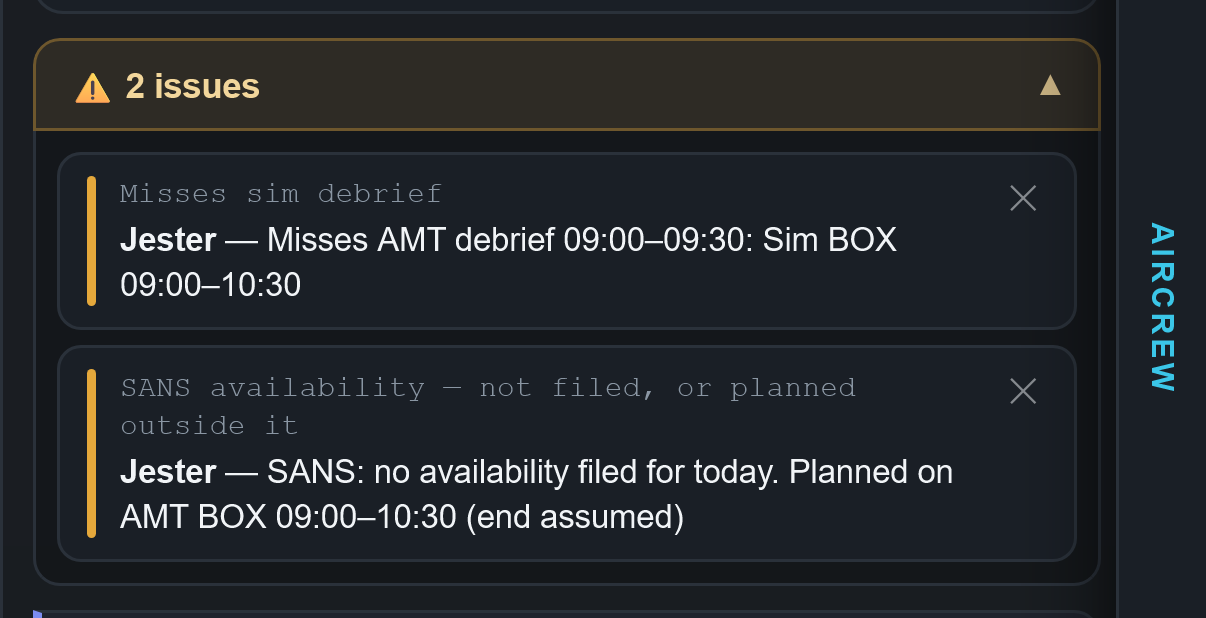 ⚠️ 2 issues ▲
Misses sim debrief
Jester — Misses AMT debrief 09:00–09:30: Sim BOX
09:00–10:30
SANS availability — not filed, or planned
outside it
Jester — SANS: no availability filed for today. Planned on
AMT BOX 09:00–10:30 (end assumed)
AIRCREW